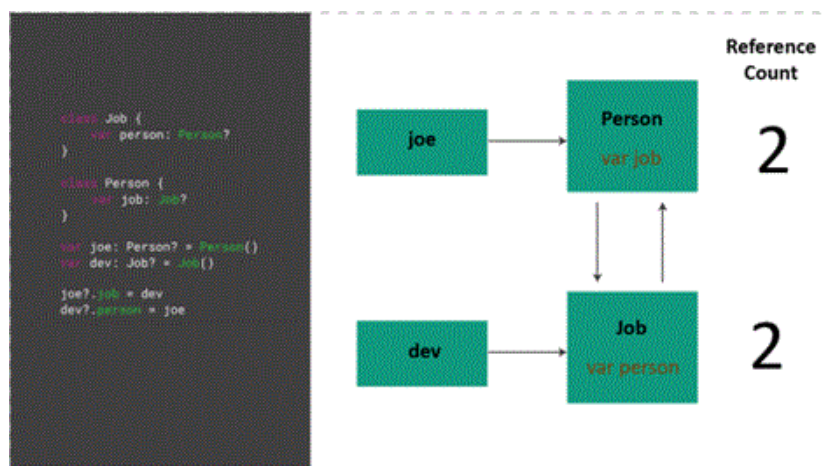 class Job {
var person: Person?
}
class Person {
var job: Job?
}
var joe: Person? = Person()
var dev: Job? = Job()
joe?.job = dev
dev?.person = joe
Reference
Count
joe
Person
var job
2
dev
Job
var person
2